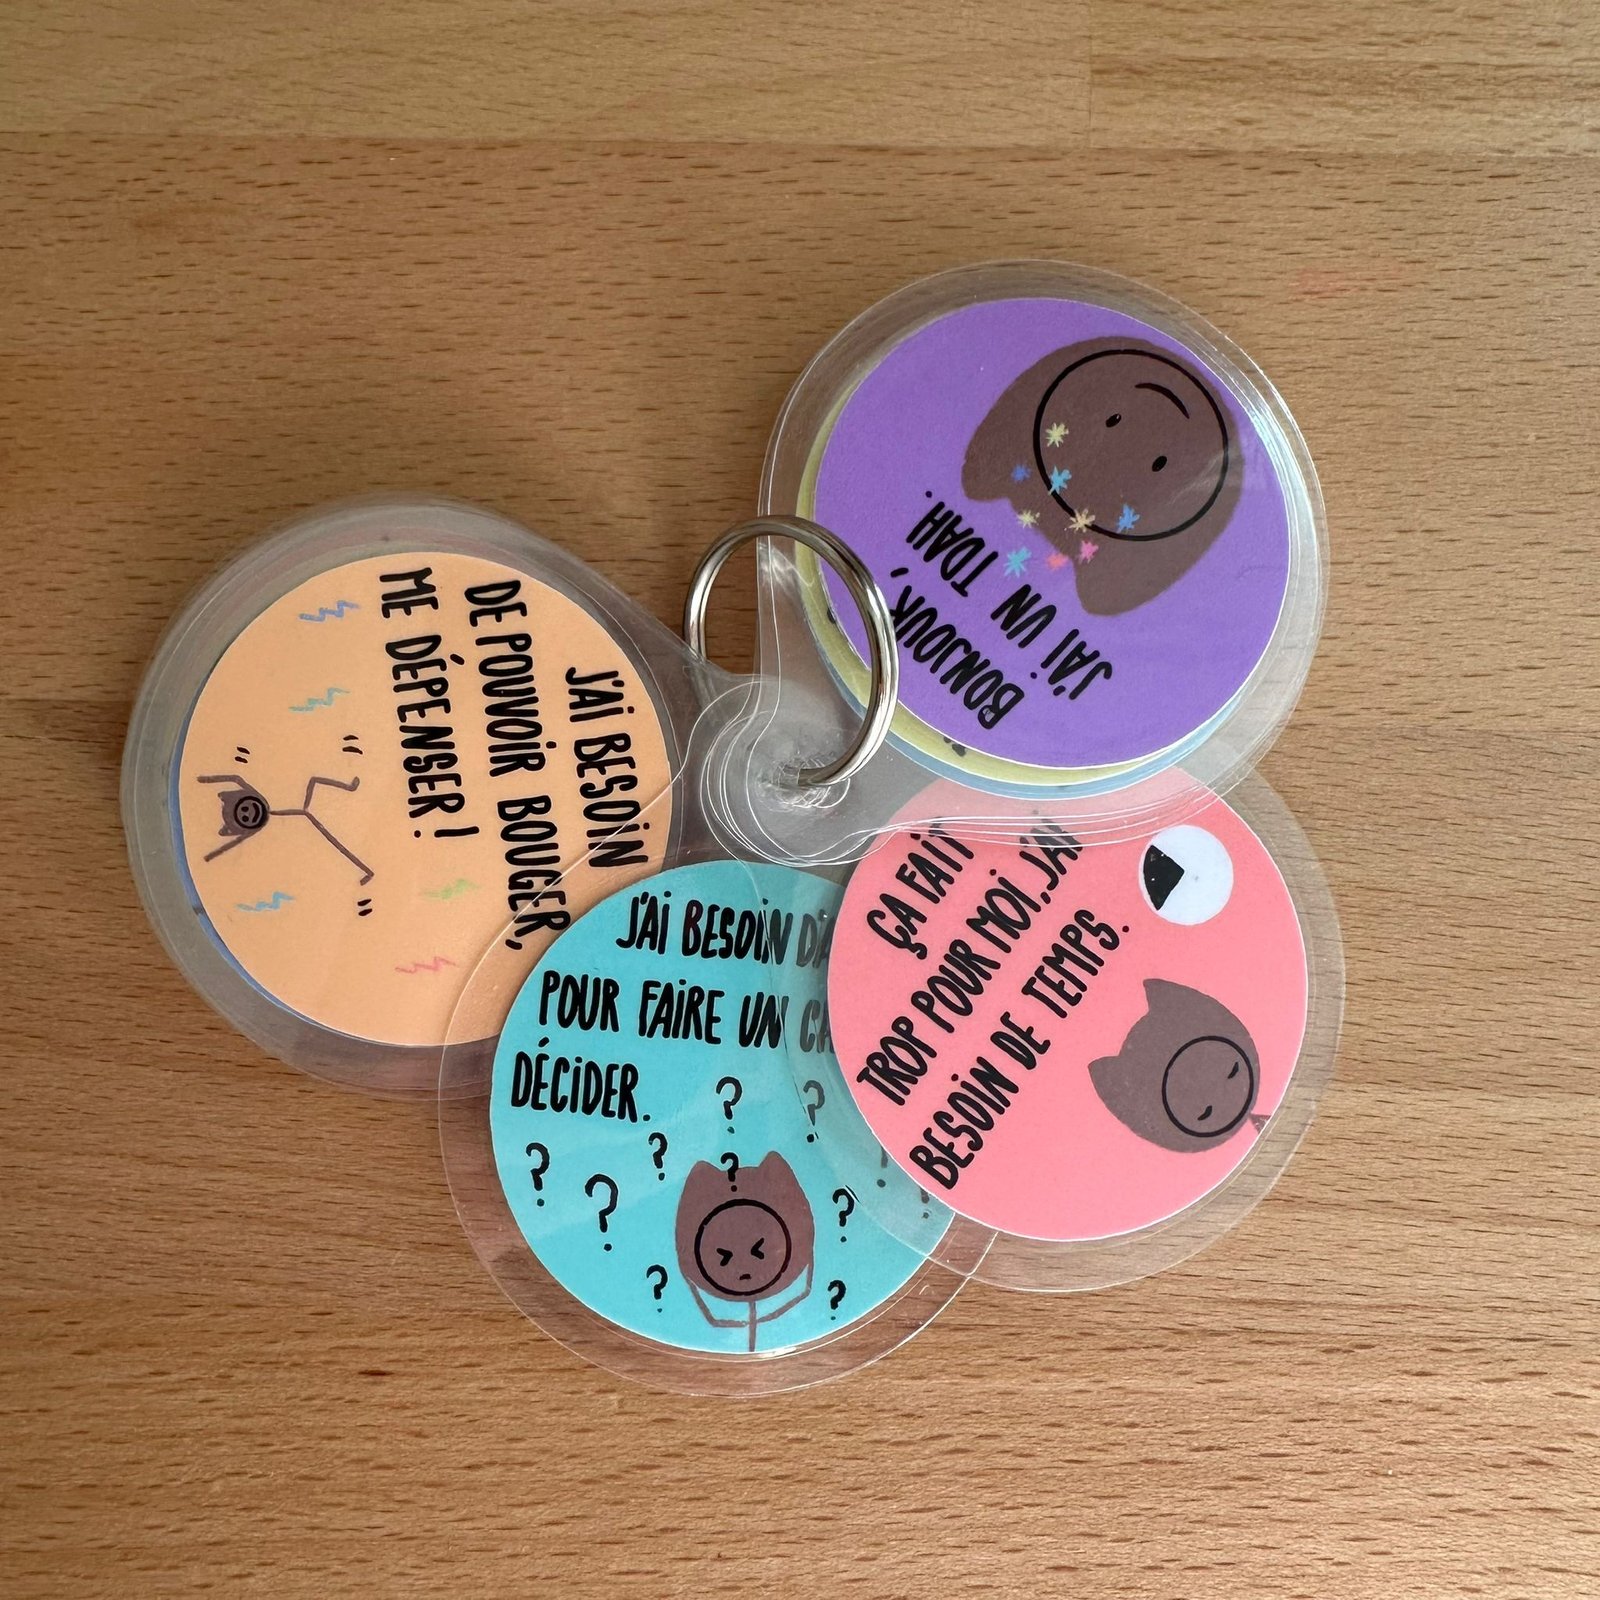 BONJOUR,
J'AI UN TDAH.
J'AI BESOIN
DE POUVOIR BOUGER,
ME DÉPENSER !
J'AI BESOIN
POUR FAIRE UN
DÉCIDER.
ÇA FAIT
TROP POUR MOI, J'AI
BESOIN DE TEMPS.